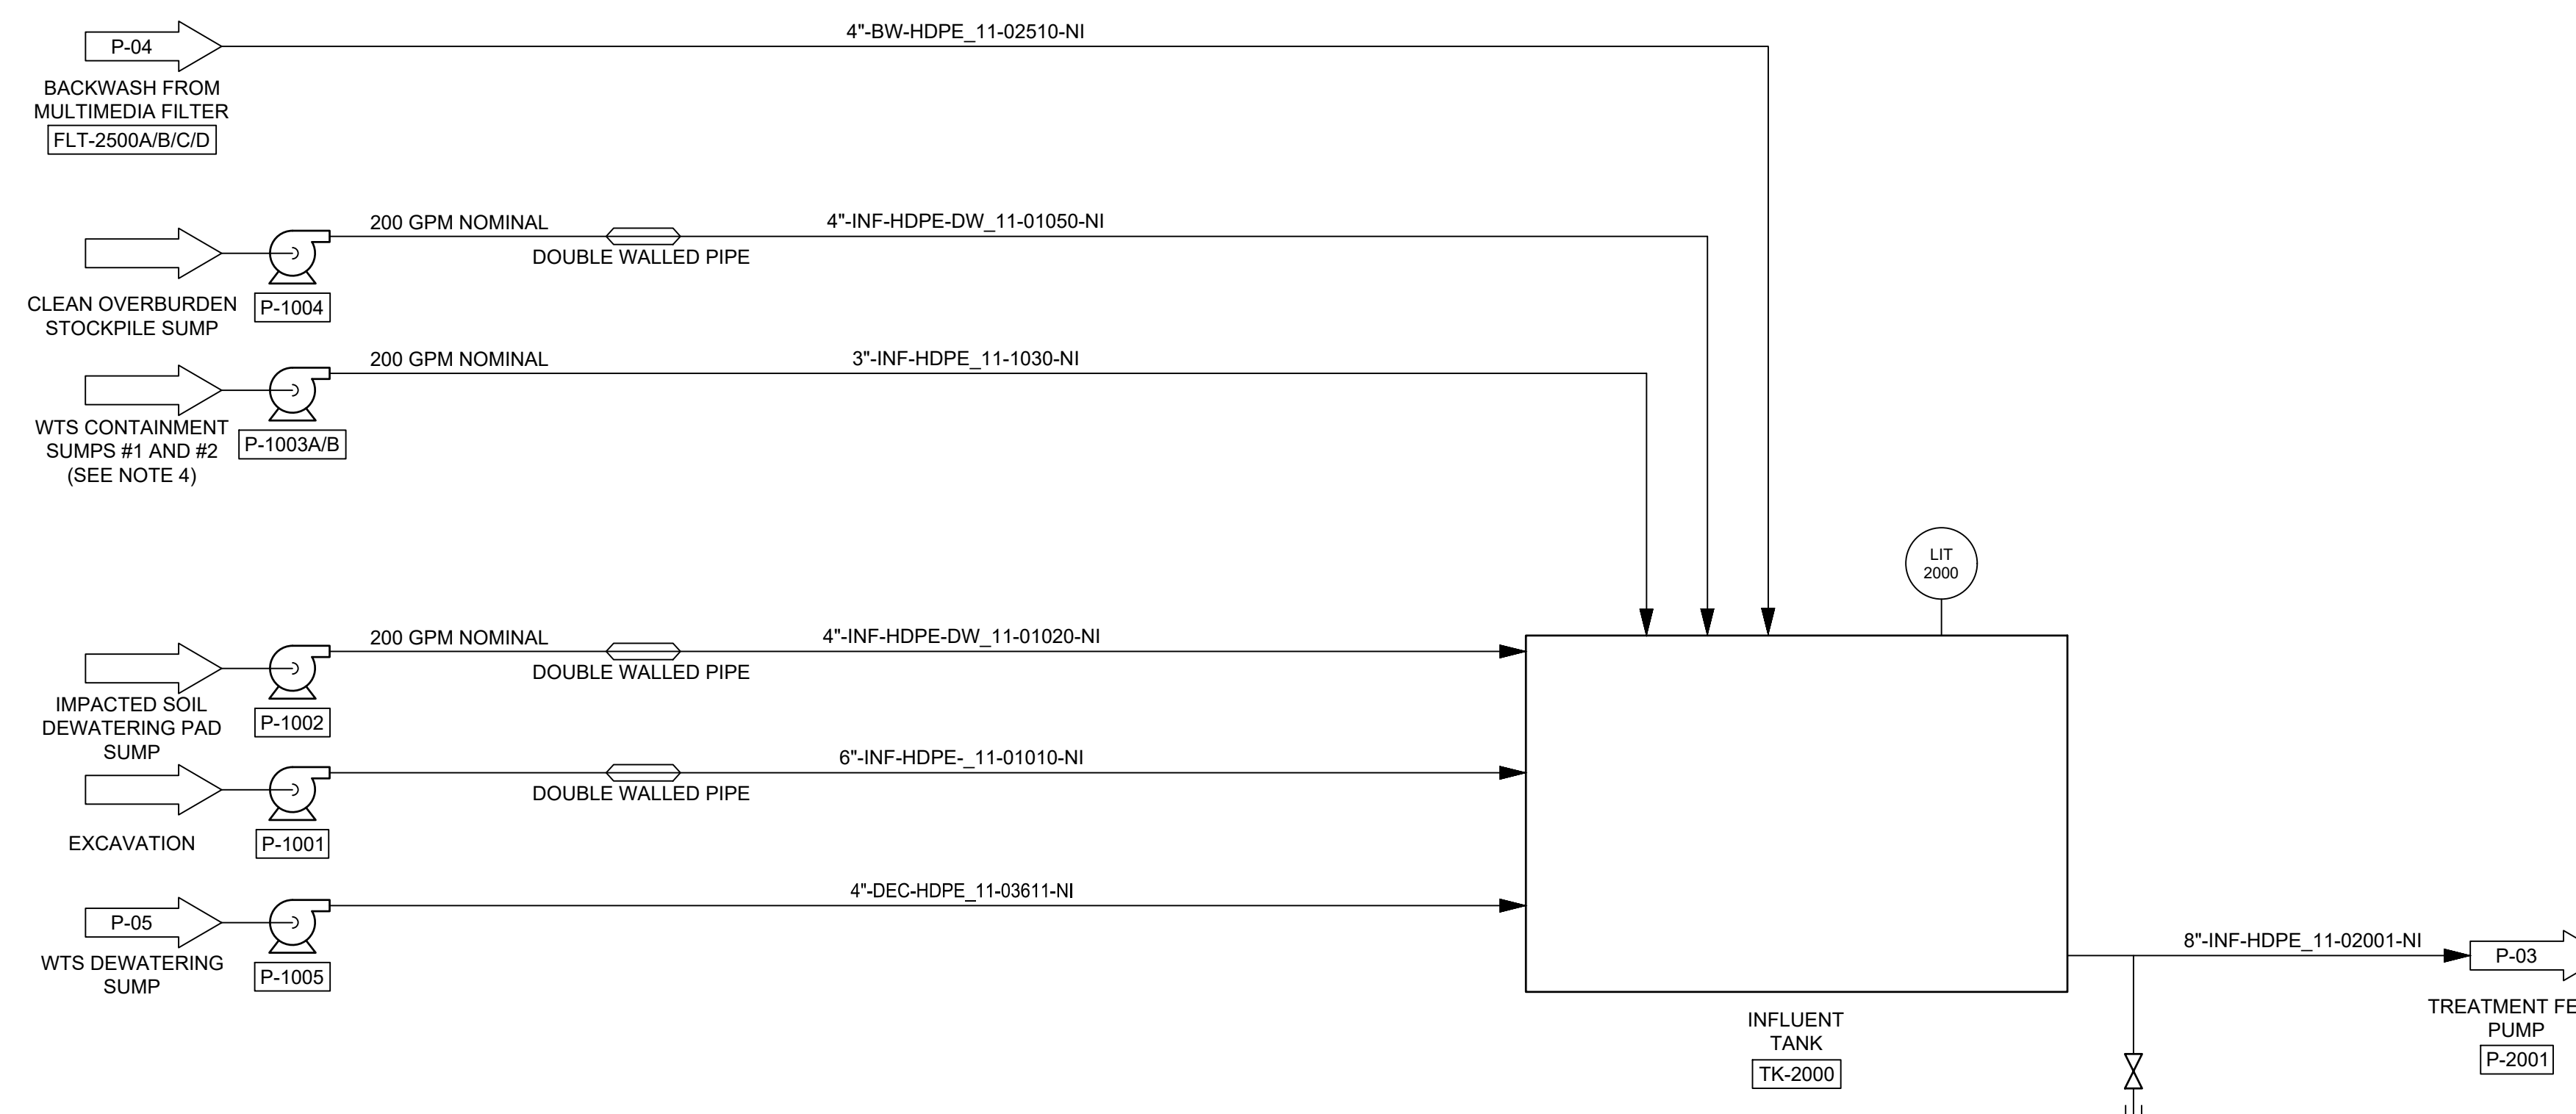 4"-BW-HDPE_11-02510-NI
P-04
BACKWASH FROM
MULTIMEDIA FILTER
FLT-2500A/B/C/D
200 GPM NOMINAL
4"-INF-HDPE-DW_11-01050-NI
DOUBLE WALLED PIPE
CLEAN OVERBURDEN
STOCKPILE SUMP
P-1004
200 GPM NOMINAL
3"-INF-HDPE_11-1030-NI
WTS CONTAINMENT
SUMPS #1 AND #2
(SEE NOTE 4)
P-1003A/B
LIT
2000
200 GPM NOMINAL
4"-INF-HDPE-DW_11-01020-NI
DOUBLE WALLED PIPE
IMPACTED SOIL
DEWATERING PAD
SUMP
P-1002
6"-INF-HDPE-_11-01010-NI
DOUBLE WALLED PIPE
EXCAVATION
P-1001
4"-DEC-HDPE_11-03611-NI
P-05
WTS DEWATERING
SUMP
P-1005
8"-INF-HDPE_11-02001-NI
P-03
INFLUENT
TANK
TK-2000
TREATMENT FE
PUMP
P-2001